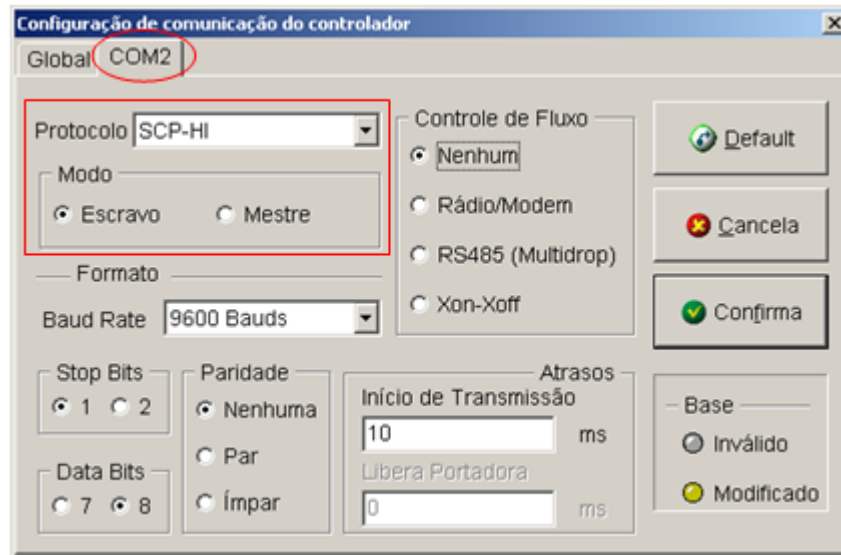 Configuração de comunicação do controlador
Global COM2
Protocolo SCP-HI
Modo
Escravo Mestre
Formato
Baud Rate 9600 Bauds
Stop Bits
1 2
Data Bits
7 8
Paridade
Nenhuma
Par
Ímpar
Controle de Fluxo
Nenhum
Rádio/Modem
RS485 (Multidrop)
Xon-Xoff
Atrasos
Início de Transmissão
10 ms
Libera Portadora
0 ms
Default
Cancela
Confirma
Base
Inválido
Modificado